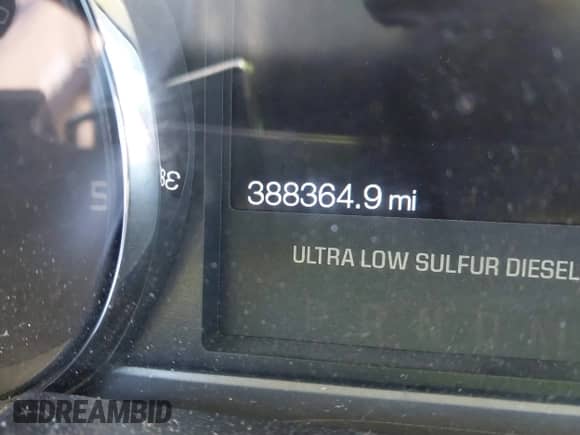 388364.9 mi
ULTRA LOW SULFUR DIESEL
DREAMBID